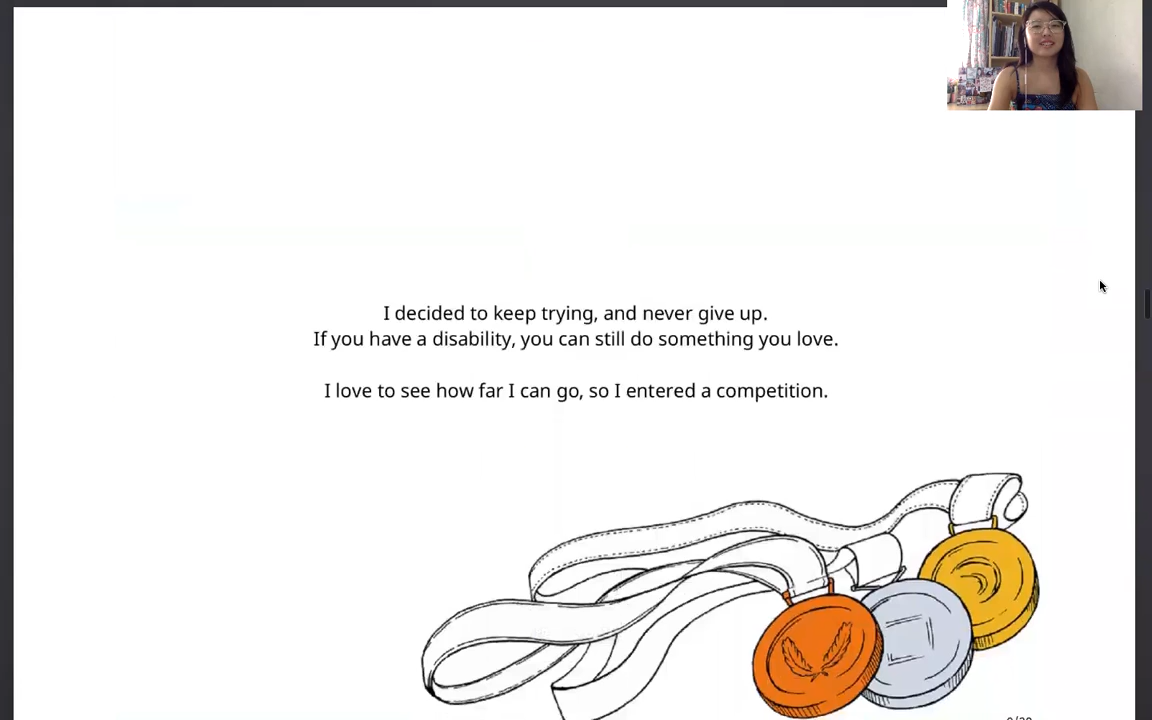 I decided to keep trying, and never give up.
If you have a disability, you can still do something you love.
I love to see how far I can go, so I entered a competition.